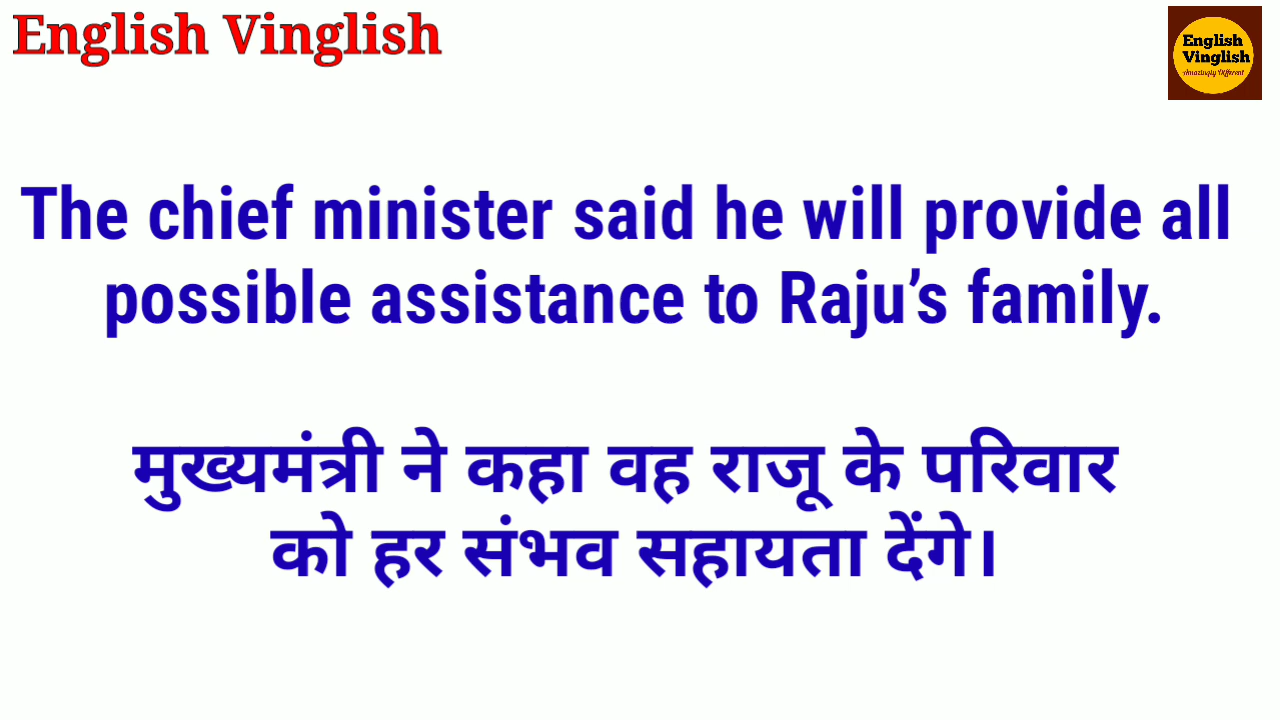 English Vinglish
English
Vinglish
Amazingly Different
The chief minister said he will provide all
possible assistance to Raju’s family.
मुख्यमंत्री ने कहा वह राजू के परिवार
को हर संभव सहायता देंगे।